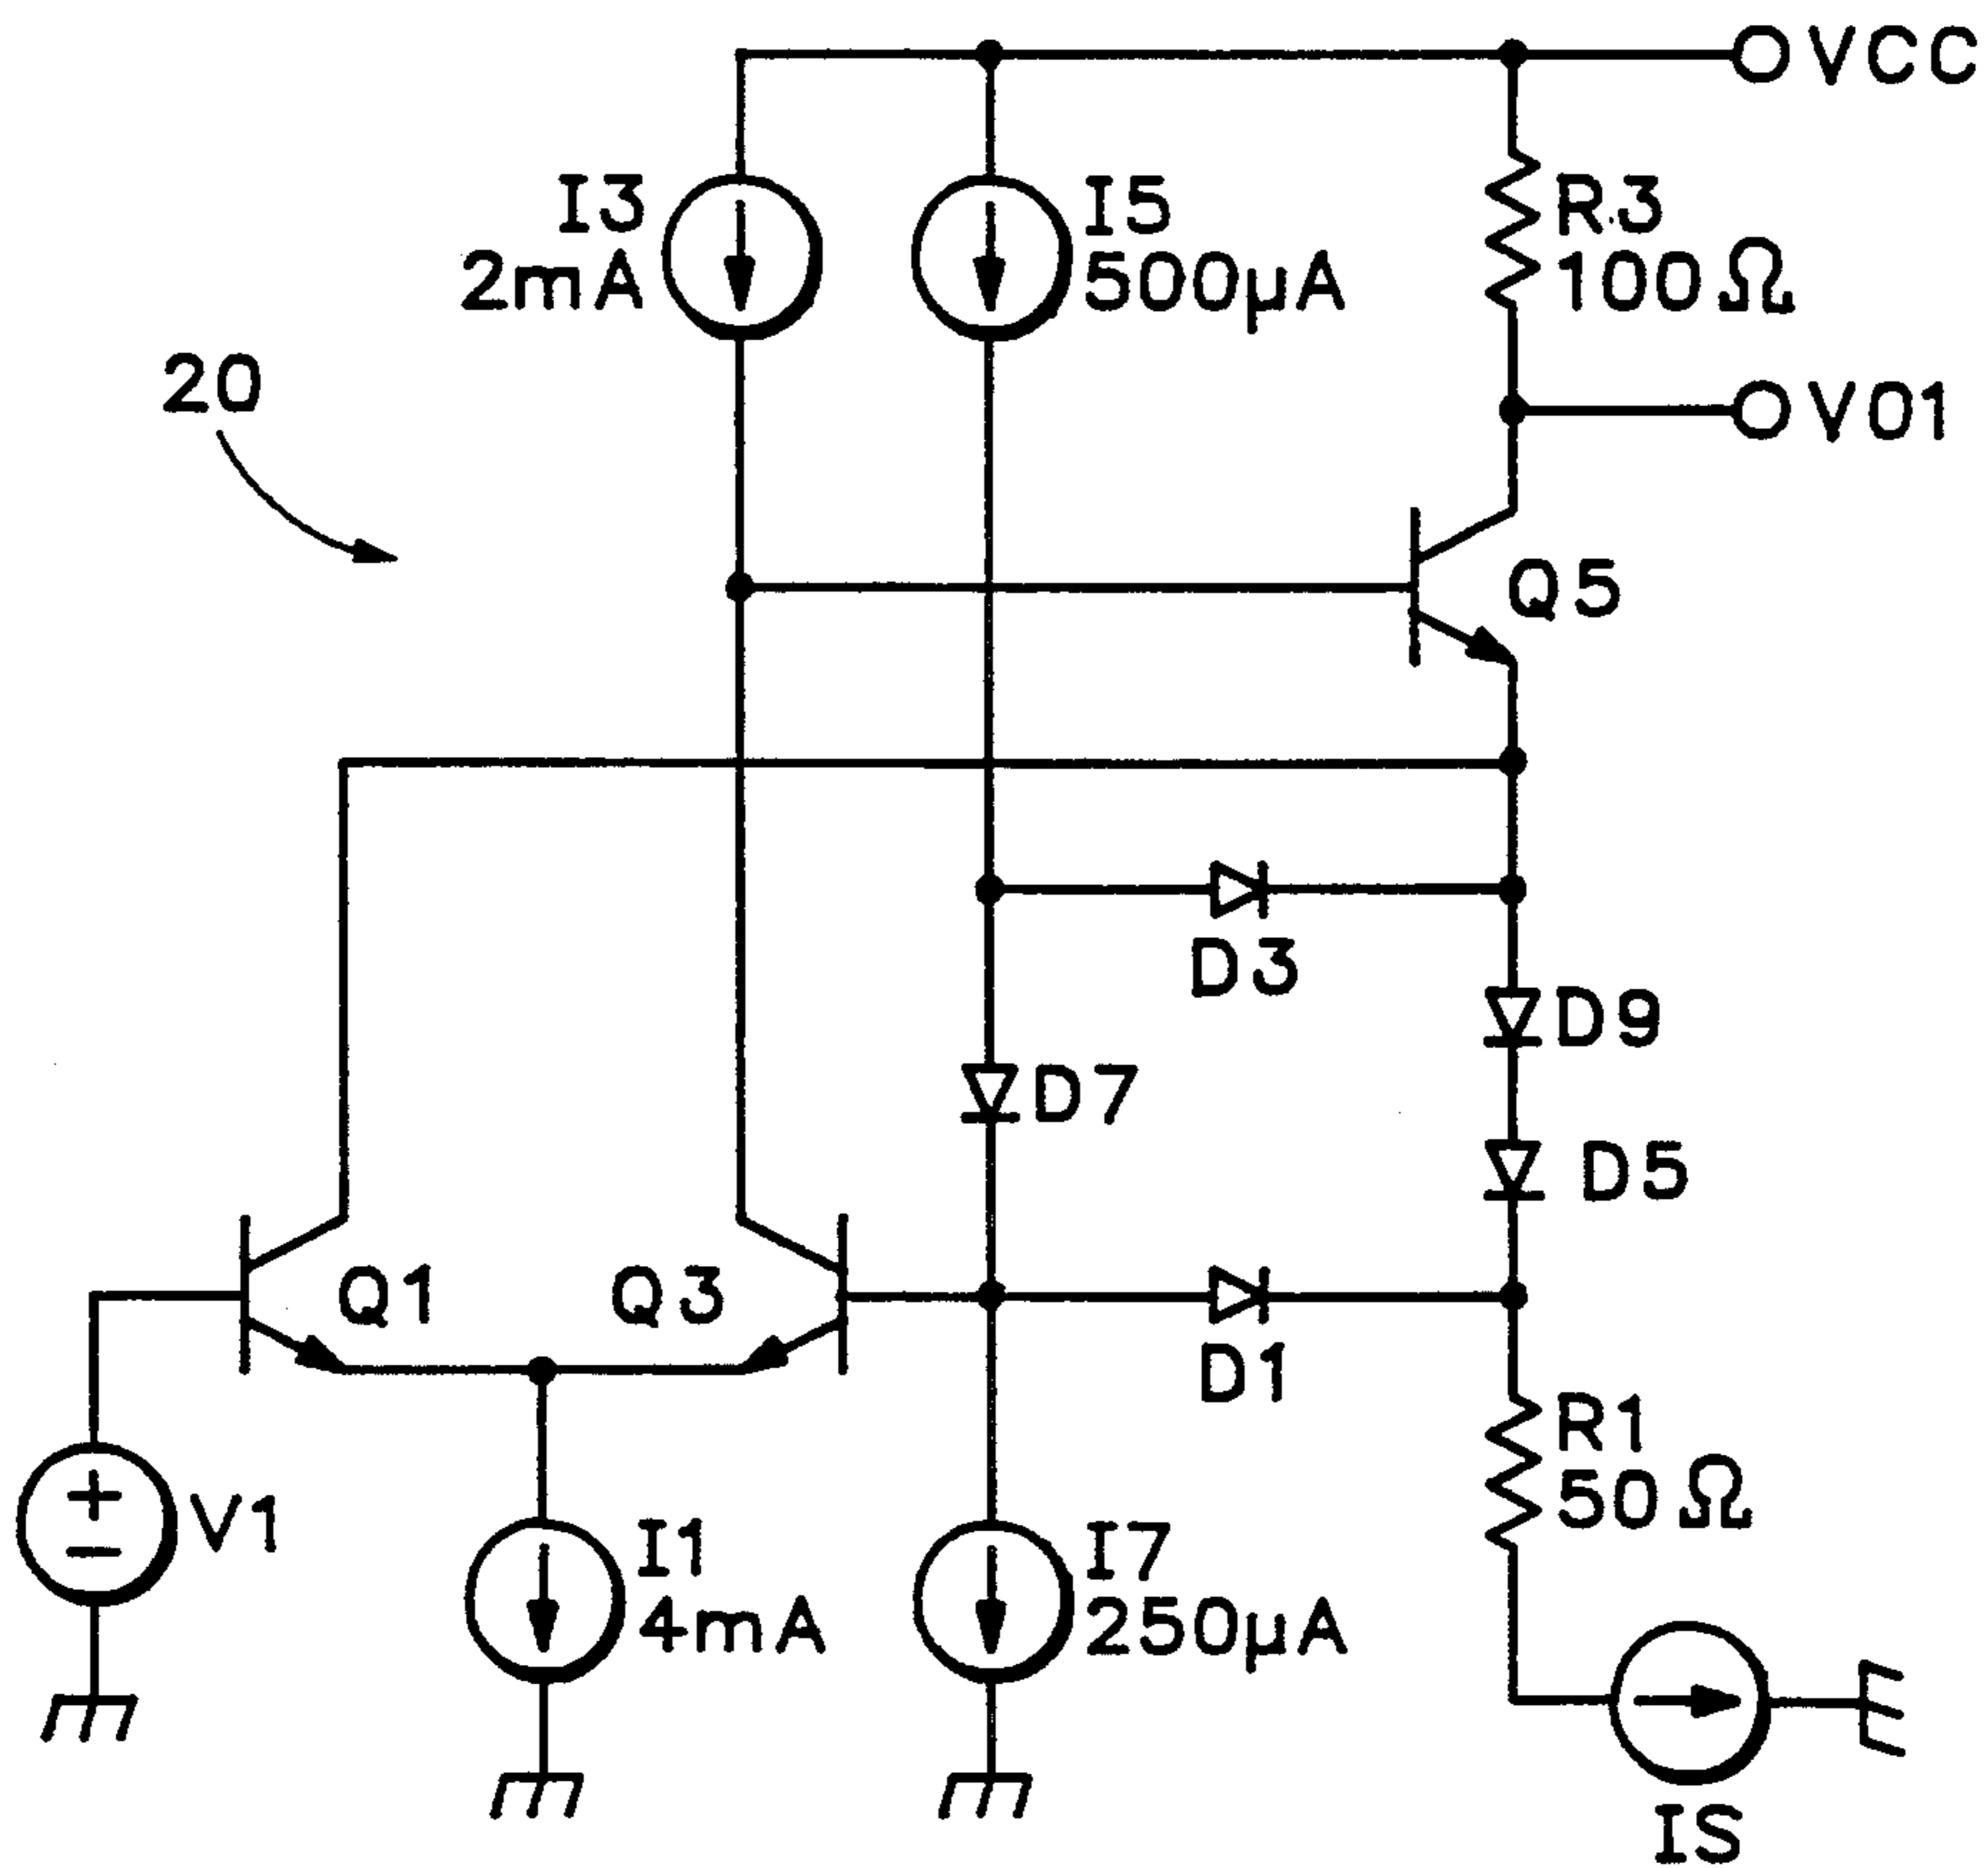 VCC
I3
2mA
I5
500µA
R3
100Ω
20
VO1
Q5
D3
D9
D7
D5
Q1
Q3
D1
R1
50Ω
V1
I1
4mA
I7
250µA
IS